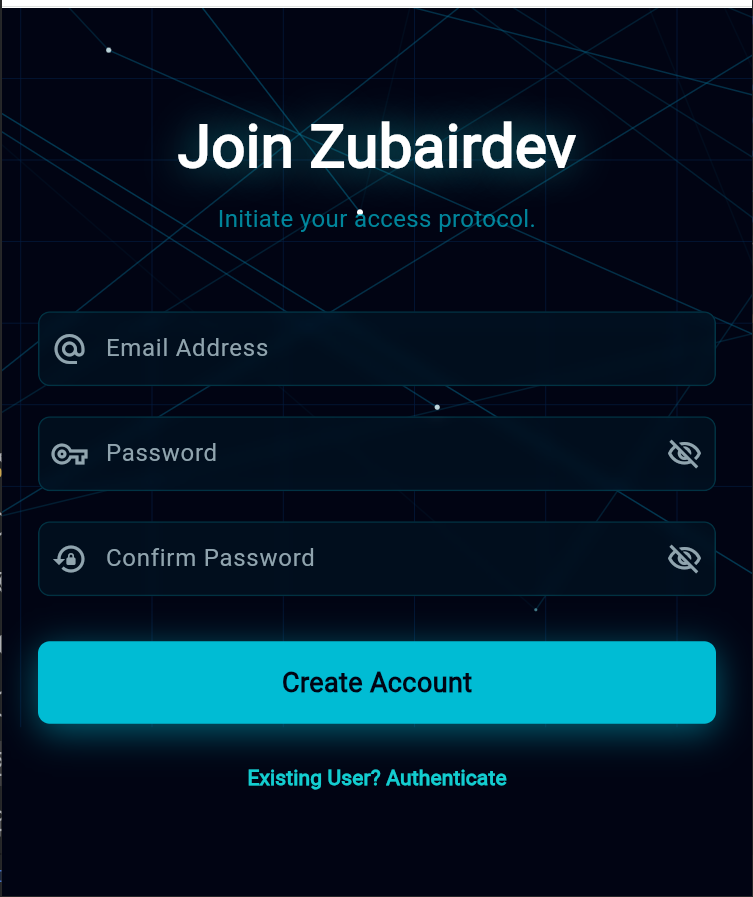 Join Zubairdev
Initiate your access protocol.
Email Address
Password
Confirm Password
Create Account
Existing User? Authenticate